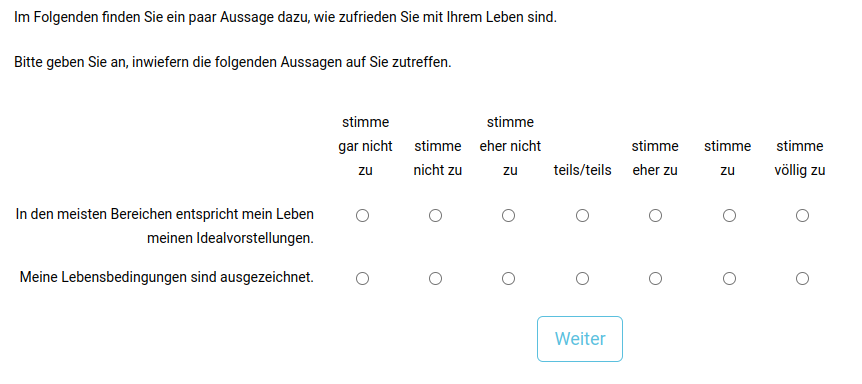 Im Folgenden finden Sie ein paar Aussage dazu, wie zufrieden Sie mit Ihrem Leben sind.
Bitte geben Sie an, inwiefern die folgenden Aussagen auf Sie zutreffen.
stimme gar nicht zu
stimme nicht zu
stimme eher nicht zu
teils/teils
stimme eher zu
stimme zu
stimme völlig zu
In den meisten Bereichen entspricht mein Leben
meinen Idealvorstellungen.
Meine Lebensbedingungen sind ausgezeichnet.
Weiter